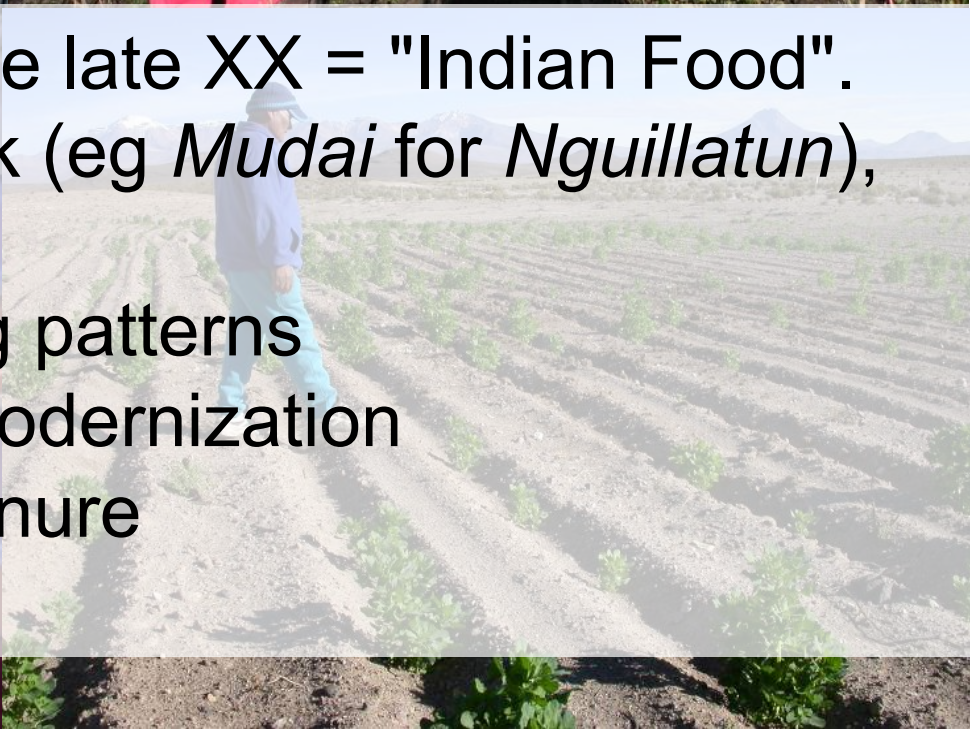 e late XX = "Indian Food".
k (eg Mudai for Nguillatun),
g patterns
odernization
nure